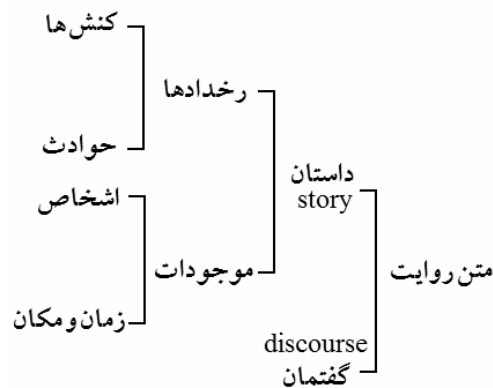 کنش‌ها
رخدادها
حوادث
داستان
story
اشخاص
متن روایت
موجودات
زمان و مکان
discourse
گفتمان